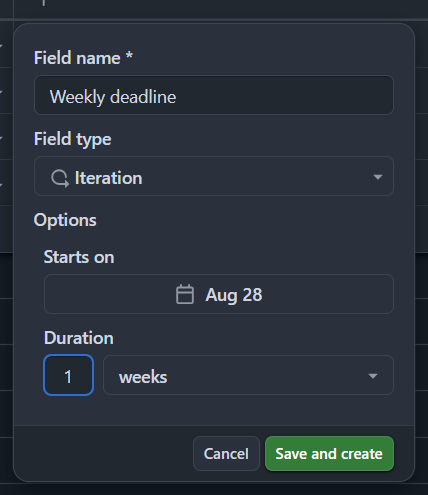 Field name *
Weekly deadline
Field type
Iteration
Options
Starts on
Aug 28
Duration
1 weeks
Cancel Save and create